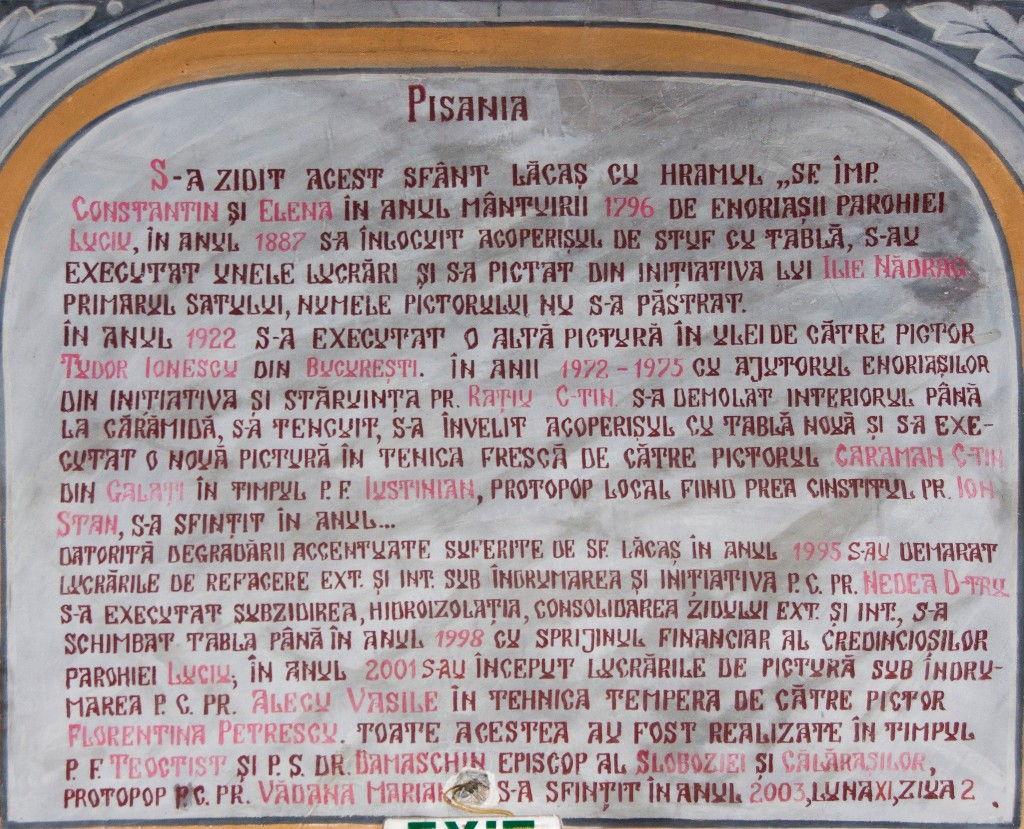 PISANIA
S-A ZIDIT ACEST SFÂNT LĂCAȘ CU HRAMUL „SF. ÎMP.
CONSTANTIN ȘI ELENA ÎN ANUL MÂNTUIRII 1796 DE ENORIAȘII PAROHIEI
LUCIU, ÎN ANUL 1887 S-A ÎNLOCUIT ACOPERIȘUL DE STUF CU TABLĂ, S-AU
EXECUTAT UNELE LUCRĂRI ȘI S-A PICTAT DIN INIȚIATIVA LUI ILIE NĂDRAG
PRIMARUL SATULUI, NUMELE PICTORULUI NU S-A PĂSTRAT.
ÎN ANUL 1922 S-A EXECUTAT O ALTĂ PICTURĂ ÎN ULEI DE CĂTRE PICTOR
TUDOR IONESCU DIN BUCUREȘTI. ÎN ANII 1972-1975 CU AJUTORUL ENORIAȘILOR
DIN INIȚIATIVA ȘI STĂRUINȚA PR. RAȚIU C-TIN. S-A DEMOLAT INTERIORUL PÂNĂ
LA CĂRĂMIDĂ, S-A TENCUIT, S-A ÎNVELIT ACOPERIȘUL CU TABLĂ NOUĂ ȘI S-A EXE-
CUTAT O NOUĂ PICTURĂ ÎN TENICA FRESCĂ DE CĂTRE PICTORUL CARAMAN C-TIN
DIN GALAȚI ÎN TIMPUL P. F. IUSTINIAN, PROTOPOP LOCAL FIIND PREA CINSTITUL PR. ION
STAN, S-A SFINȚIT ÎN ANUL...
DATORITĂ DEGRADĂRII ACCENTUATE SUFERITE DE SF. LĂCAȘ ÎN ANUL 1995 S-AU DEMARAT
LUCRĂRILE DE REFACERE EXT. ȘI INT. SUB ÎNDRUMAREA ȘI INIȚIATIVA P. C. PR. NEDEA D-TRU
S-A EXECUTAT SUBZIDIREA, HIDROIZOLAȚIA, CONSOLIDAREA ZIDULUI EXT. ȘI INT., S-A
SCHIMBAT TABLA PÂNĂ ÎN ANUL 1998 CU SPRIJINUL FINANCIAR AL CREDINCIOȘILOR
PAROHIEI LUCIU; ÎN ANUL 2001 S-AU ÎNCEPUT LUCRĂRILE DE PICTURĂ SUB ÎNDRU-
MAREA P. C. PR. ALECU VASILE ÎN TEHNICA TEMPERA DE CĂTRE PICTOR
FLORENTINA PETRESCU. TOATE ACESTEA AU FOST REALIZATE ÎN TIMPUL
P. F. TEOCTIST ȘI P. S. DR. DAMASCHIN EPISCOP AL SLOBOZIEI ȘI CĂLĂRAȘILOR,
PROTOPOP P.C. PR. VĂDANA MARIAN S-A SFINȚIT ÎN ANUL 2003, LUNA XI, ZIUA 2.
EXIT